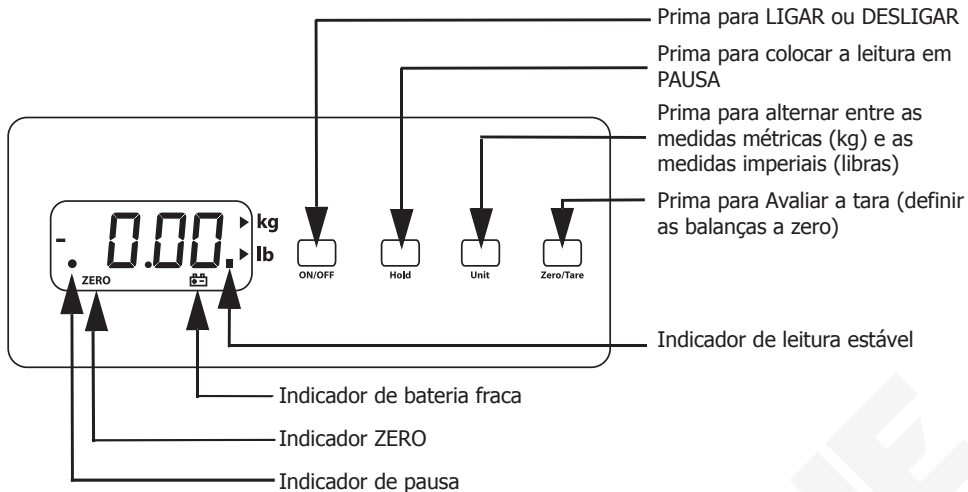 Prima para LIGAR ou DESLIGAR
Prima para colocar a leitura em
PAUSA
Prima para alternar entre as
medidas métricas (kg) e as
medidas imperiais (libras)
Prima para Avaliar a tara (definir
as balanças a zero)
- 0.00. kg
lb
ZERO
ON/OFF
Hold
Unit
Zero/Tare
Indicador de leitura estável
Indicador de bateria fraca
Indicador ZERO
Indicador de pausa